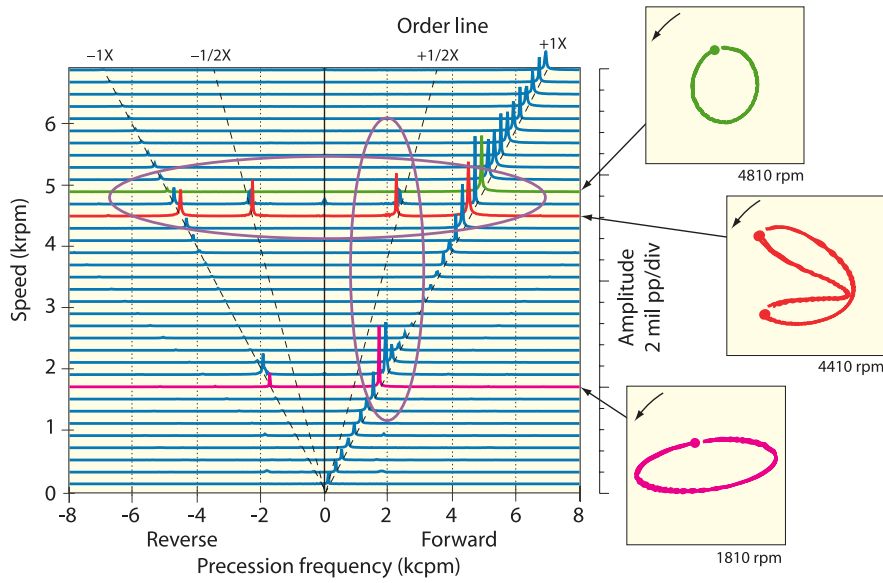 Order line
−1X
−1/2X
+1/2X
+1X
Speed (krpm)
6
5
4
3
2
1
0
-8
-6
-4
-2
0
2
4
6
8
Reverse
Forward
Precession frequency (kcpm)
Amplitude
2 mil pp/div
4810 rpm
4410 rpm
1810 rpm